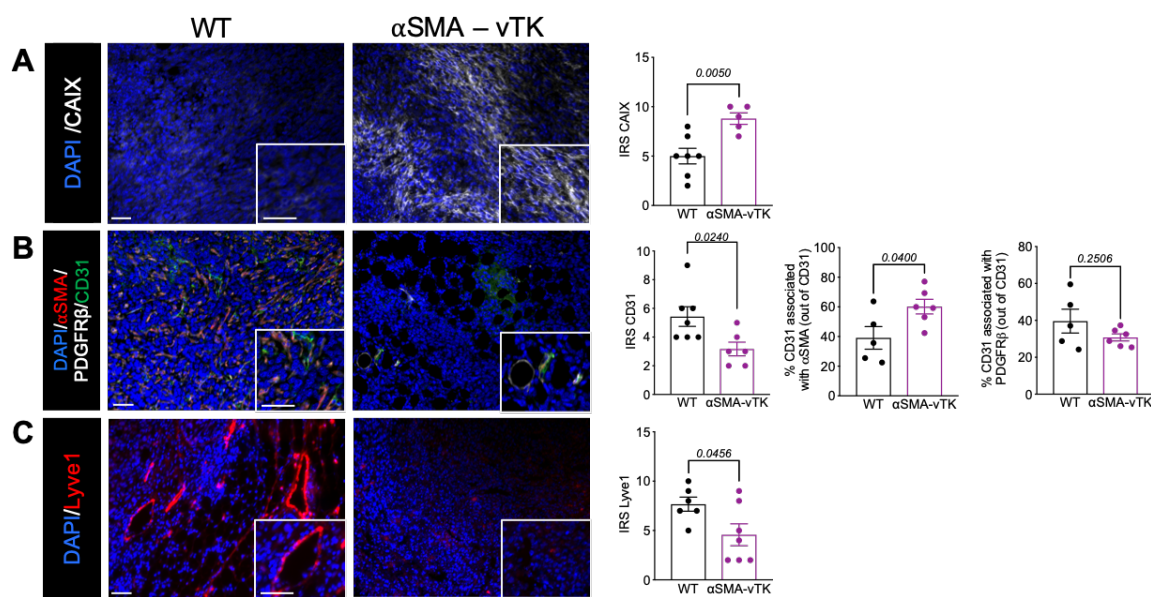 WT
αSMA – vTK
A
DAPI /CAIX
15
10
5
0
IRS CAIX
0.0050
WT
αSMA-vTK
B
DAPI/αSMA/
PDGFRβ/CD31
10
8
6
4
2
0
IRS CD31
0.0240
WT
αSMA-vTK
100
80
60
40
20
0
% CD31 associated
with αSMA (out of CD31)
0.0400
WT
αSMA-vTK
80
60
40
20
0
% CD31 associated with
PDGFRβ (out of CD31)
0.2506
WT
αSMA-vTK
C
DAPI/Lyve1
15
10
5
0
IRS Lyve1
0.0456
WT
αSMA-vTK